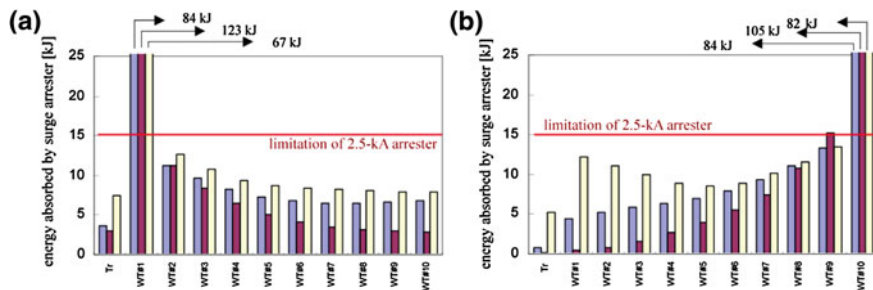 (a)
84 kJ
123 kJ
67 kJ
energy absorbed by surge arrester [kJ]
25
20
15
10
5
0
limitation of 2.5-kA arrester
Tr
WT#1
WT#2
WT#3
WT#4
WT#5
WT#6
WT#7
WT#8
WT#9
WT#10
(b)
82 kJ
105 kJ
84 kJ
energy absorbed by surge arrester [kJ]
25
20
15
10
5
0
limitation of 2.5-kA arrester
Tr
WT#1
WT#2
WT#3
WT#4
WT#5
WT#6
WT#7
WT#8
WT#9
WT#10